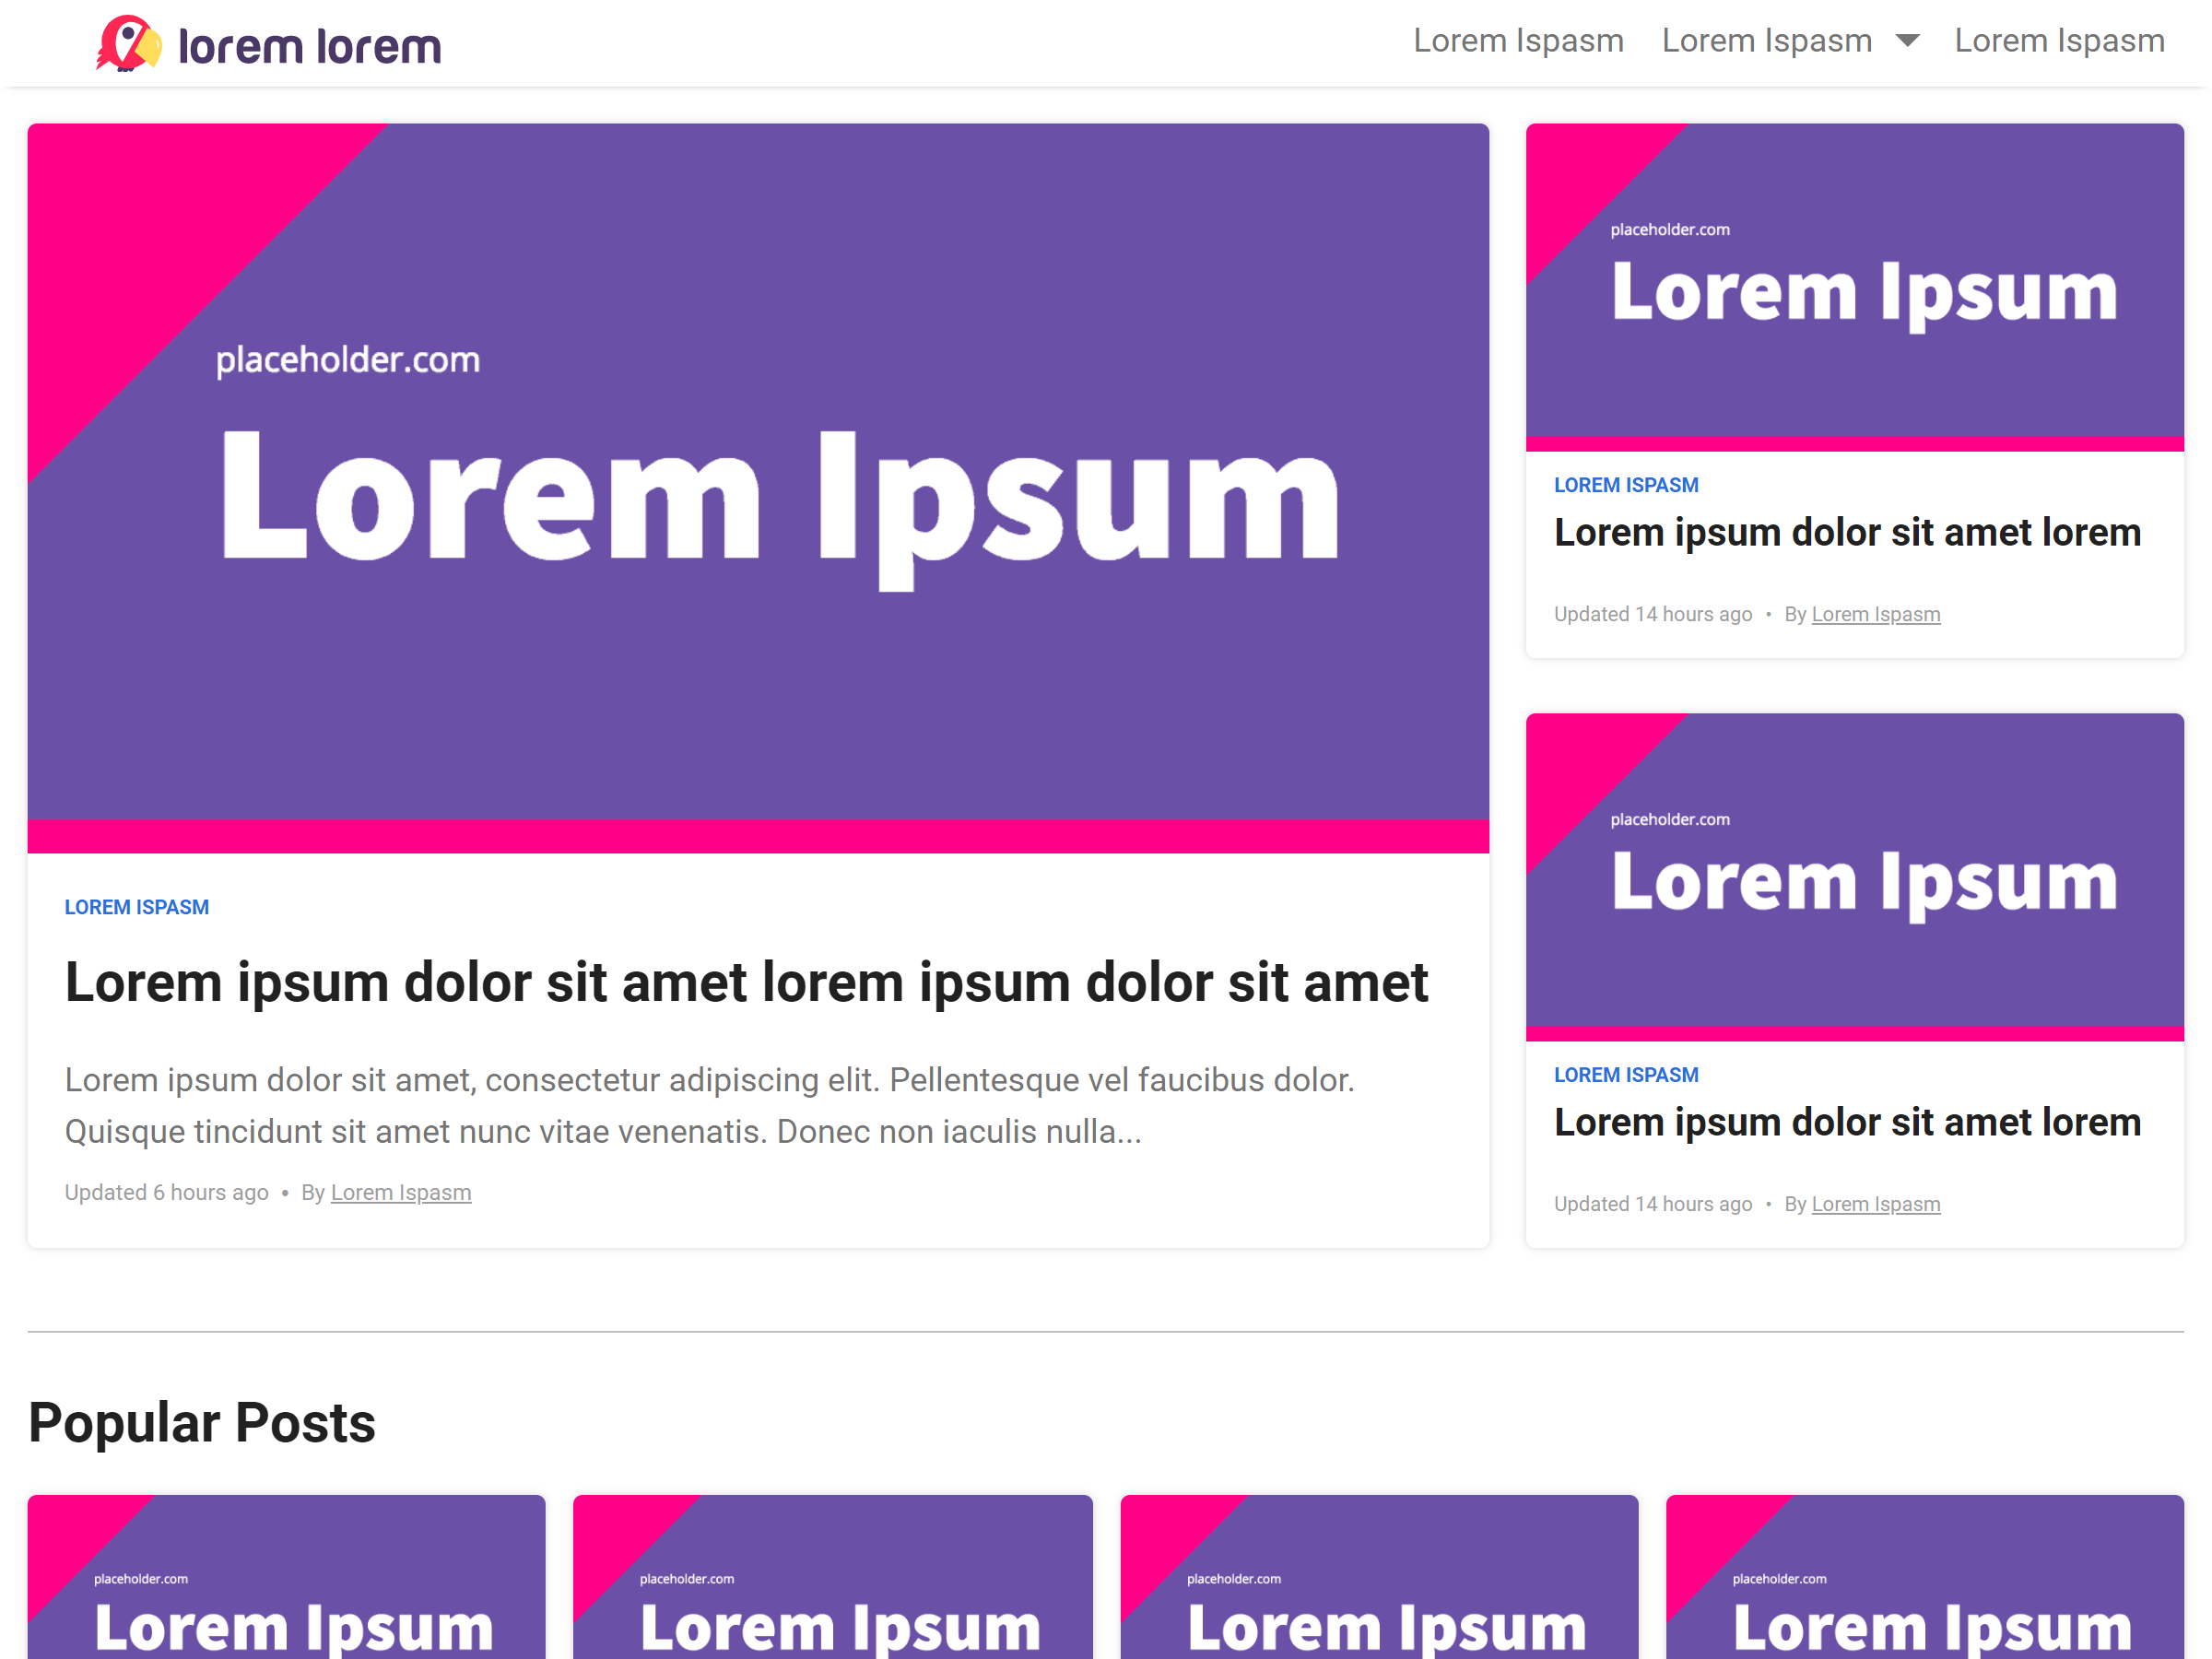 lorem lorem
Lorem Ispasm
Lorem Ispasm
Lorem Ispasm
placeholder.com
Lorem Ipsum
LOREM ISPASM
Lorem ipsum dolor sit amet lorem ipsum dolor sit amet
Lorem ipsum dolor sit amet, consectetur adipiscing elit. Pellentesque vel faucibus dolor.
Quisque tincidunt sit amet nunc vitae venenatis. Donec non iaculis nulla...
Updated 6 hours ago • By Lorem Ispasm
placeholder.com
Lorem Ipsum
LOREM ISPASM
Lorem ipsum dolor sit amet lorem
Updated 14 hours ago • By Lorem Ispasm
placeholder.com
Lorem Ipsum
LOREM ISPASM
Lorem ipsum dolor sit amet lorem
Updated 14 hours ago • By Lorem Ispasm
Popular Posts
placeholder.com
Lorem Ipsum
placeholder.com
Lorem Ipsum
placeholder.com
Lorem Ipsum
placeholder.com
Lorem Ipsum